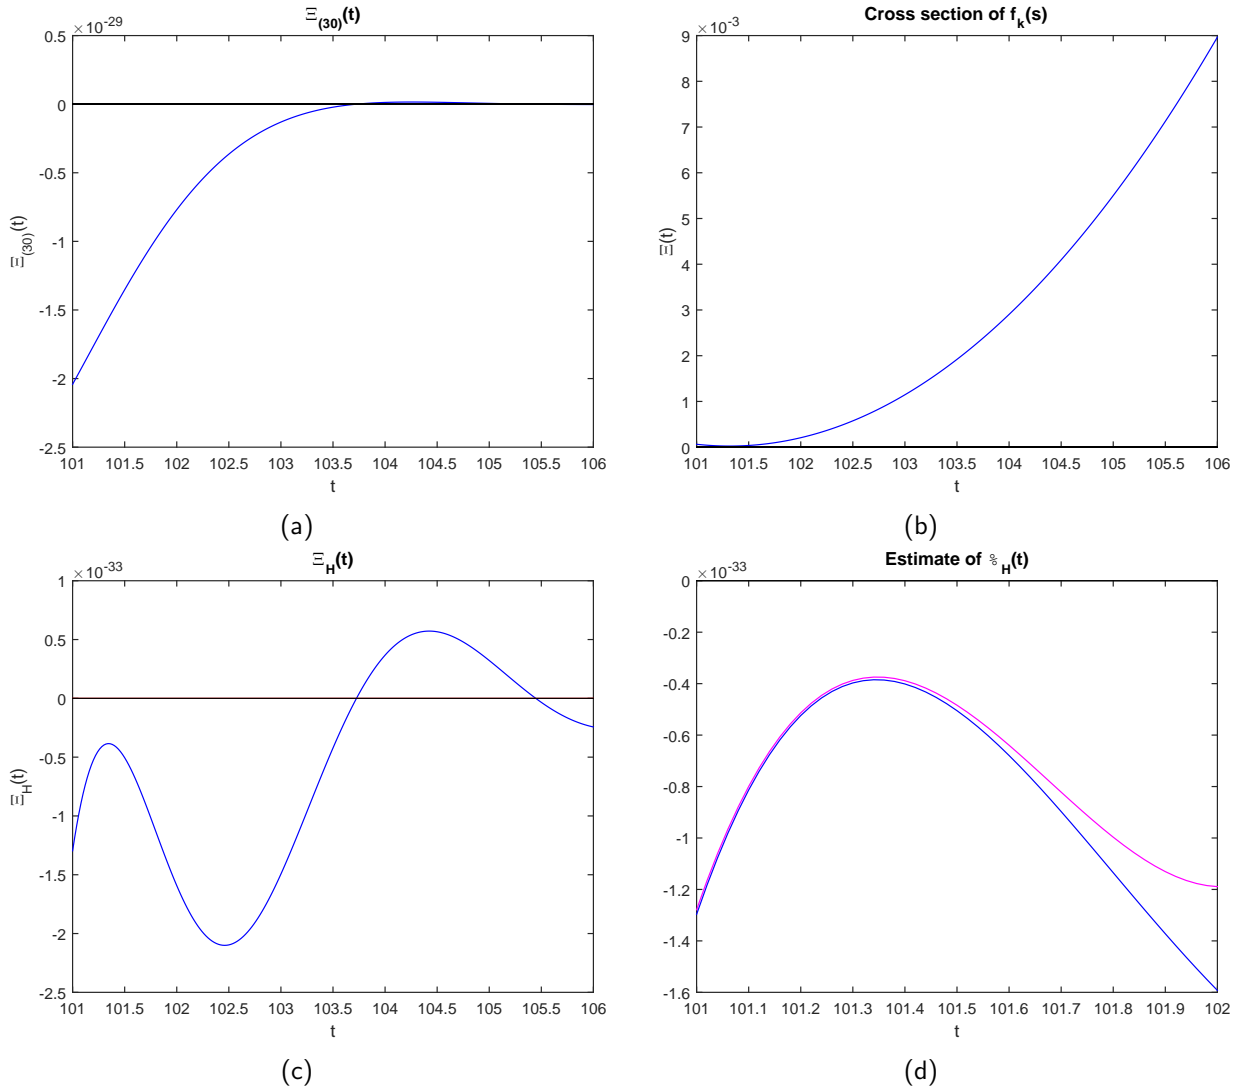 Ξ(30)(t)
×10-29
0.5
0
-0.5
-1
-1.5
-2
-2.5
Ξ(30)(t)
101 101.5 102 102.5 103 103.5 104 104.5 105 105.5 106
t
(a)
Cross section of fk(s)
×10-3
9
8
7
6
5
4
3
2
1
0
Ξ(t)
101 101.5 102 102.5 103 103.5 104 104.5 105 105.5 106
t
(b)
ΞH(t)
×10-33
1
0.5
0
-0.5
-1
-1.5
-2
-2.5
ΞH(t)
101 101.5 102 102.5 103 103.5 104 104.5 105 105.5 106
t
(c)
Estimate of %H(t)
×10-33
0
-0.2
-0.4
-0.6
-0.8
-1
-1.2
-1.4
-1.6
101 101.1 101.2 101.3 101.4 101.5 101.6 101.7 101.8 101.9 102
t
(d)